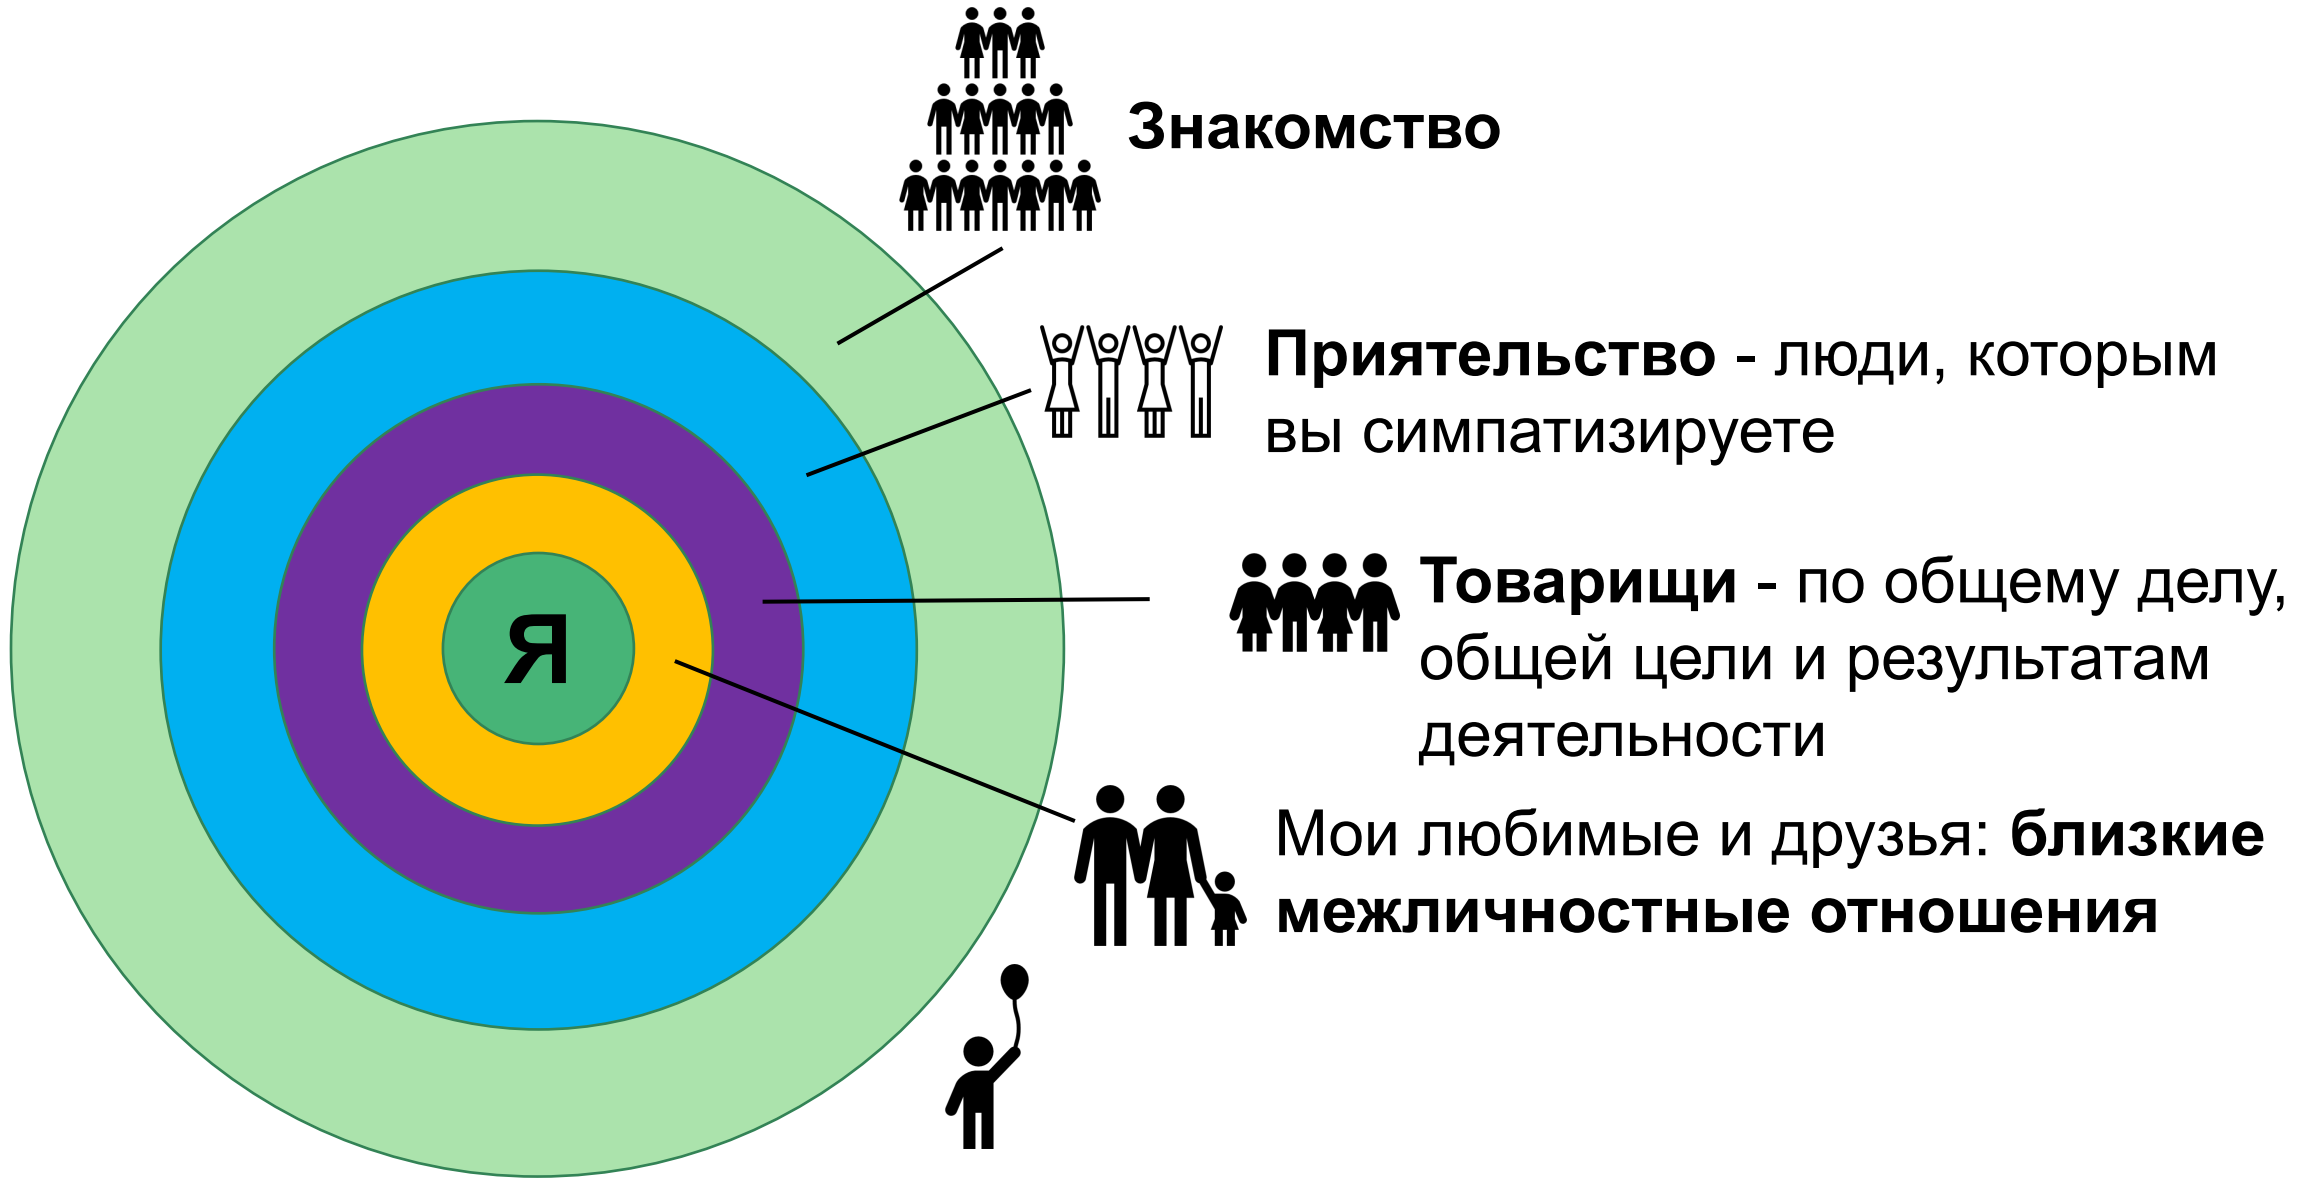 Знакомство
Приятельство - люди, которым
вы симпатизируете
Товарищи - по общему делу,
общей цели и результатам
деятельности
Я
Мои любимые и друзья: близкие
межличностные отношения